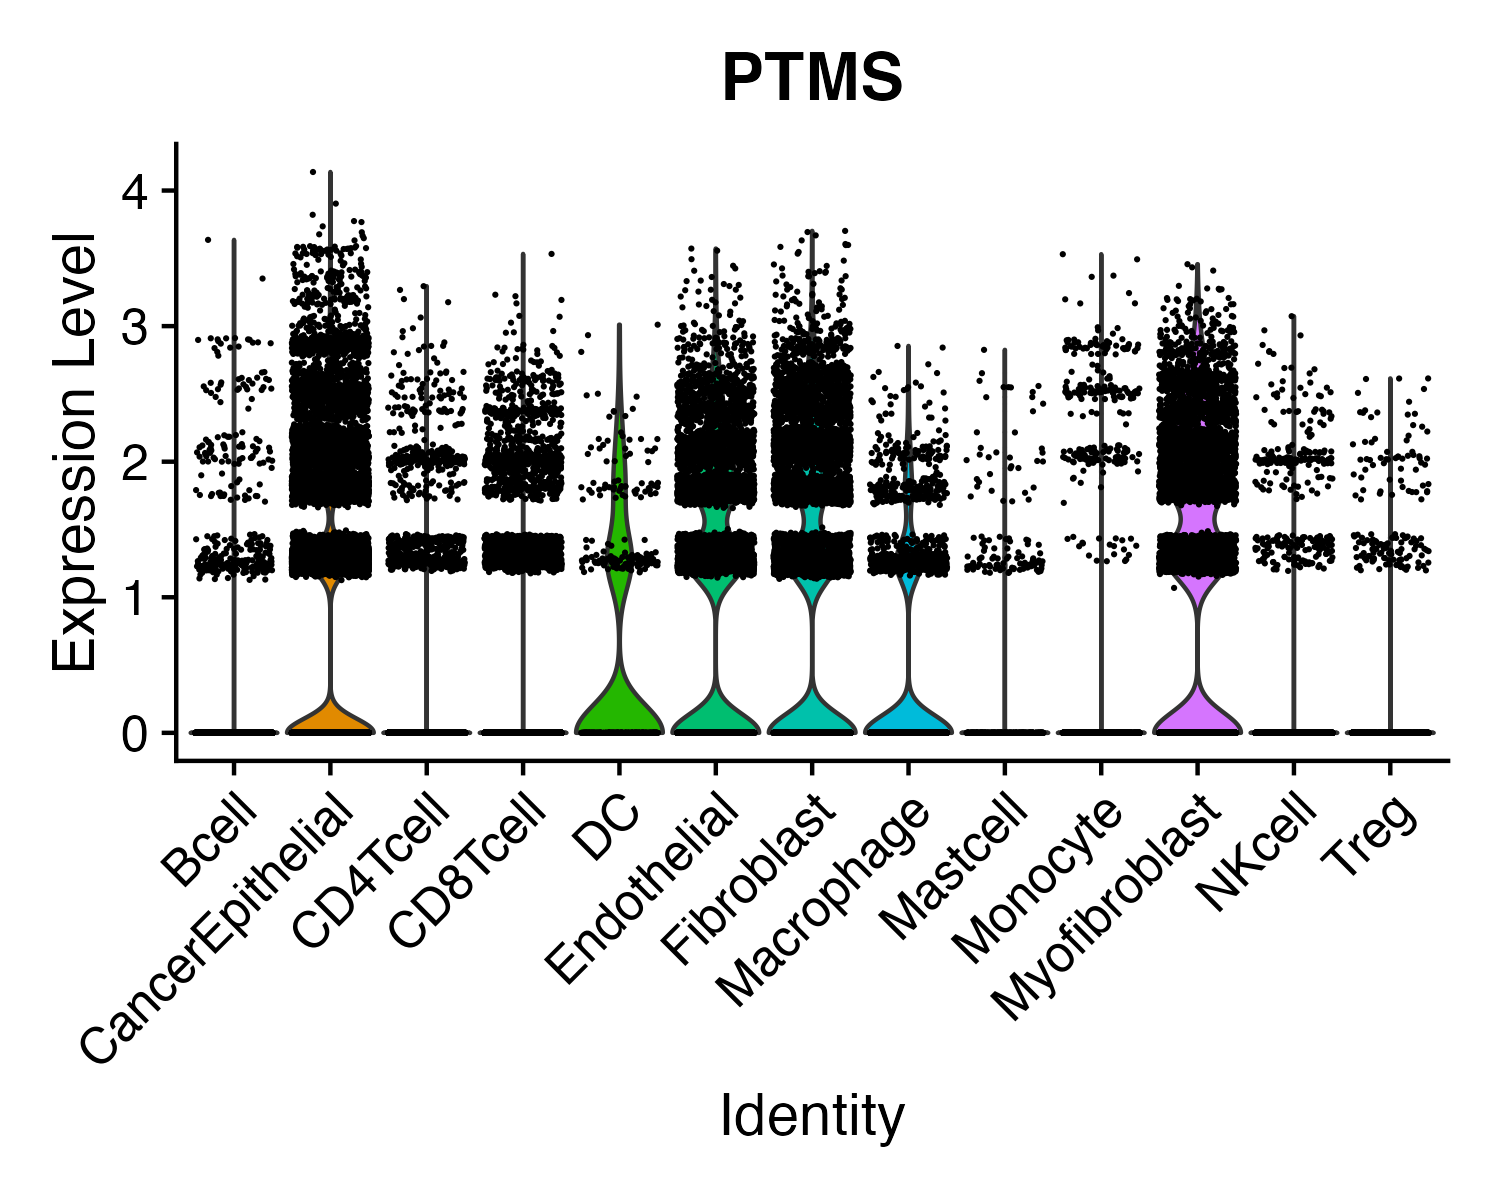 PTMS
Expression Level
4
3
2
1
0
Bcell
CancerEpithelial
CD4Tcell
CD8Tcell
DC
Endothelial
Fibroblast
Macrophage
Mastcell
Monocyte
Myofibroblast
NKcell
Treg
Identity